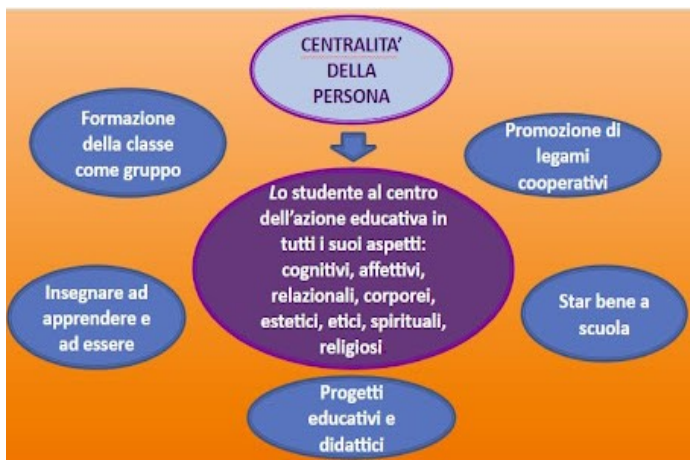 CENTRALITA'
DELLA
PERSONA
Formazione
della classe
come gruppo
Promozione di
legami
cooperativi
Lo studente al centro
dell'azione educativa in
tutti i suoi aspetti:
cognitivi, affettivi,
relazionali, corporei,
estetici, etici, spirituali,
religiosi
Insegnare ad
apprendere e
ad essere
Star bene a
scuola
Progetti
educativi e
didattici